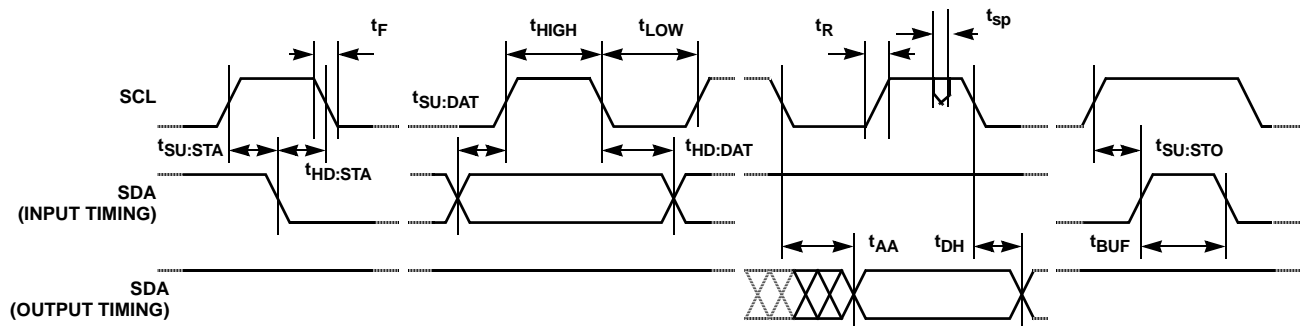 tF
tHIGH
tLOW
tR
tsp
SCL
tSU:DAT
tSU:STA
tHD:STA
tHD:DAT
tSU:STO
SDA
(INPUT TIMING)
tAA
tDH
tBUF
SDA
(OUTPUT TIMING)